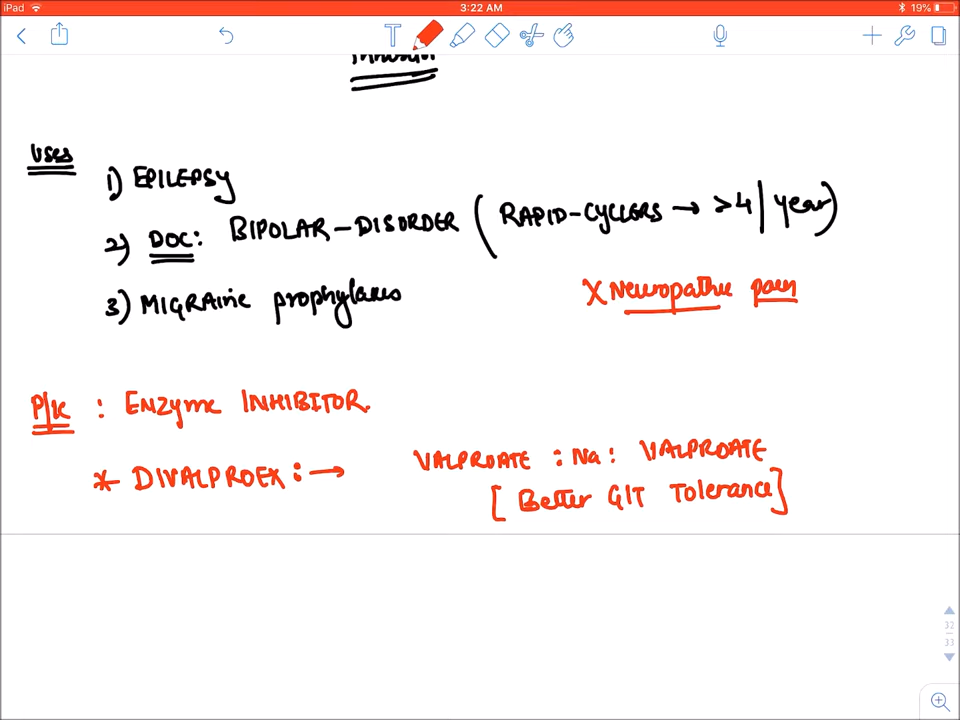 iPad 3:22 AM 19%
T
Uses
1) EPILEPSY
2) DOC: BIPOLAR-DISORDER (RAPID-CYCLERS → >4/year)
3) MIGRAINE prophylaxis
X Neuropathic pain
P/K : Enzyme INHIBITOR.
* DIVALPROEX: → VALPROATE : Na : VALPROATE
[Better GIT Tolerance]
32
33